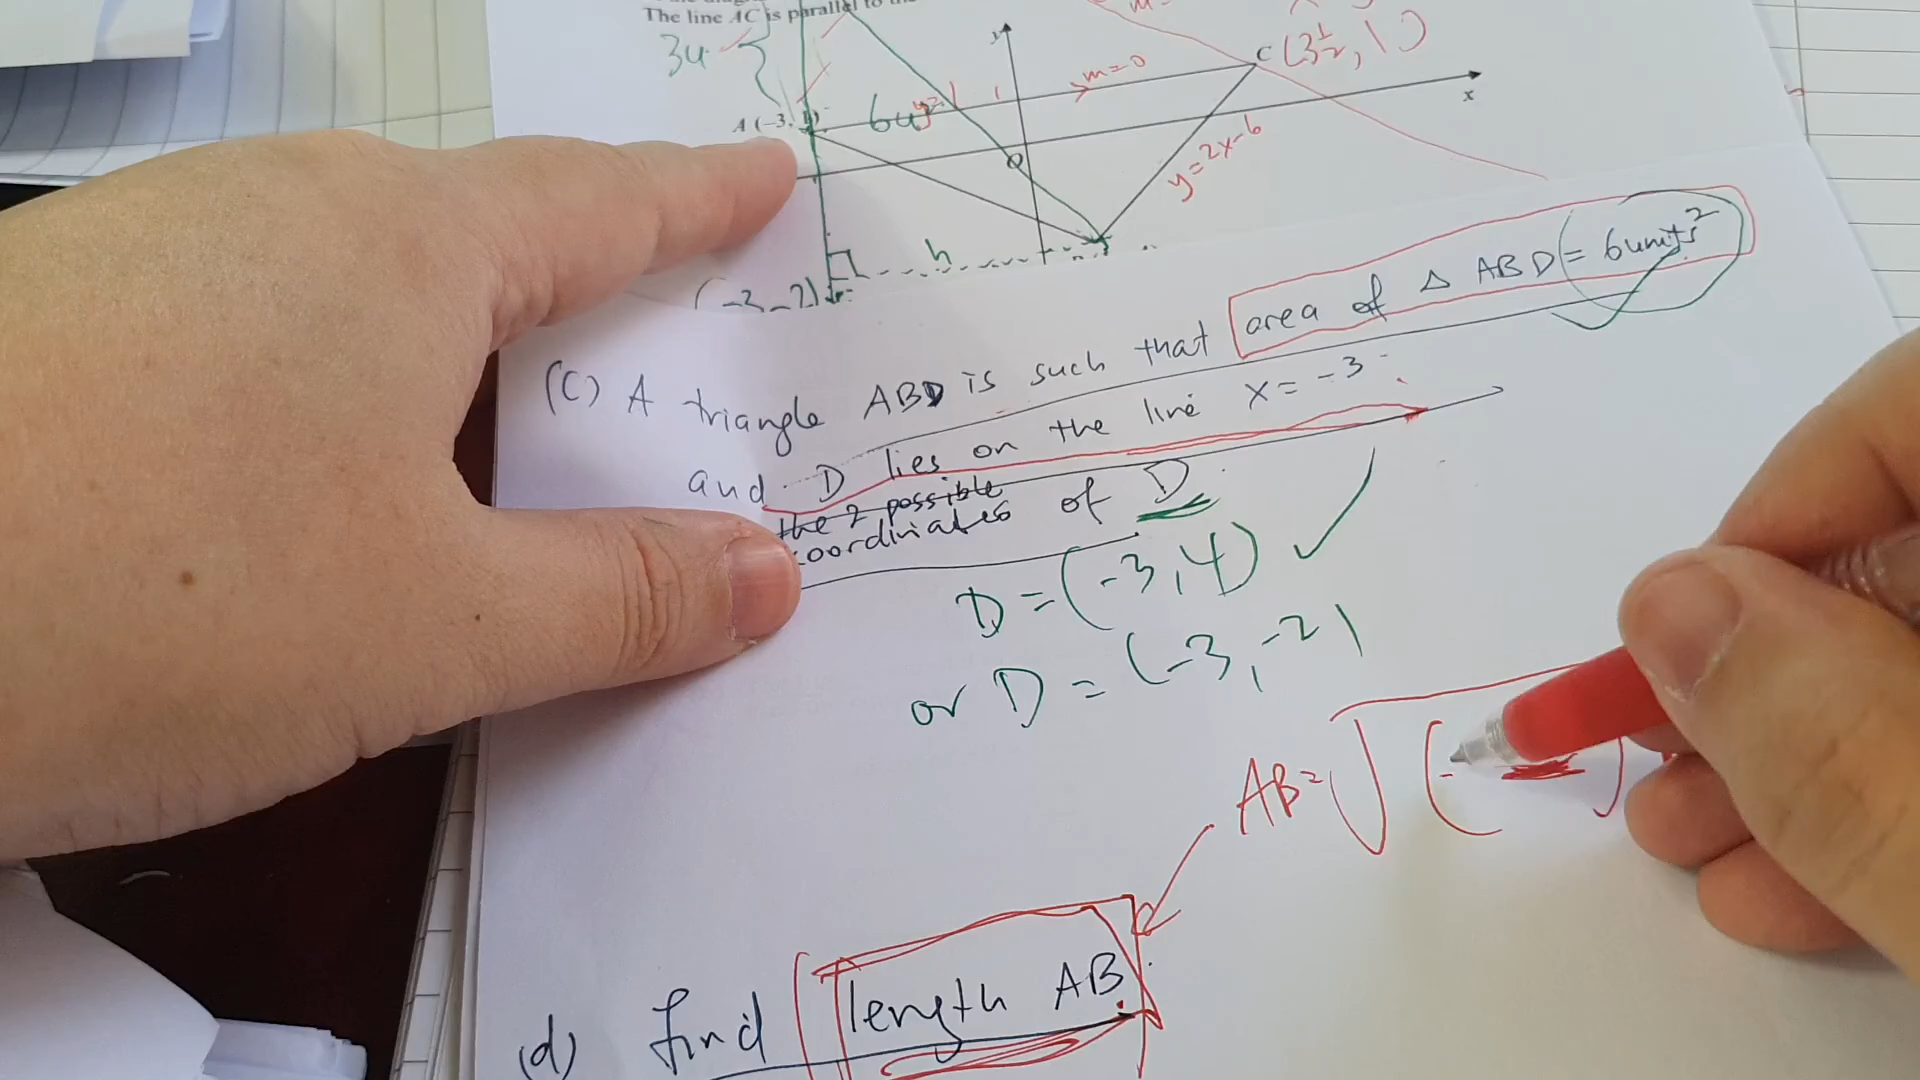 The line AC is parallel to the
3u
y
m=0
C (3½, 1)
x
A (-3, 1)
6u
y=2x-6
h
(-3,-2)
(C) A triangle ABD is such that area of △ ABD = 6units²
and D lies on the line x = -3
the 2 possible
coordinates of D
D = (-3, 4)
or D = (-3, -2)
AB = √ ( -
(d) find length AB